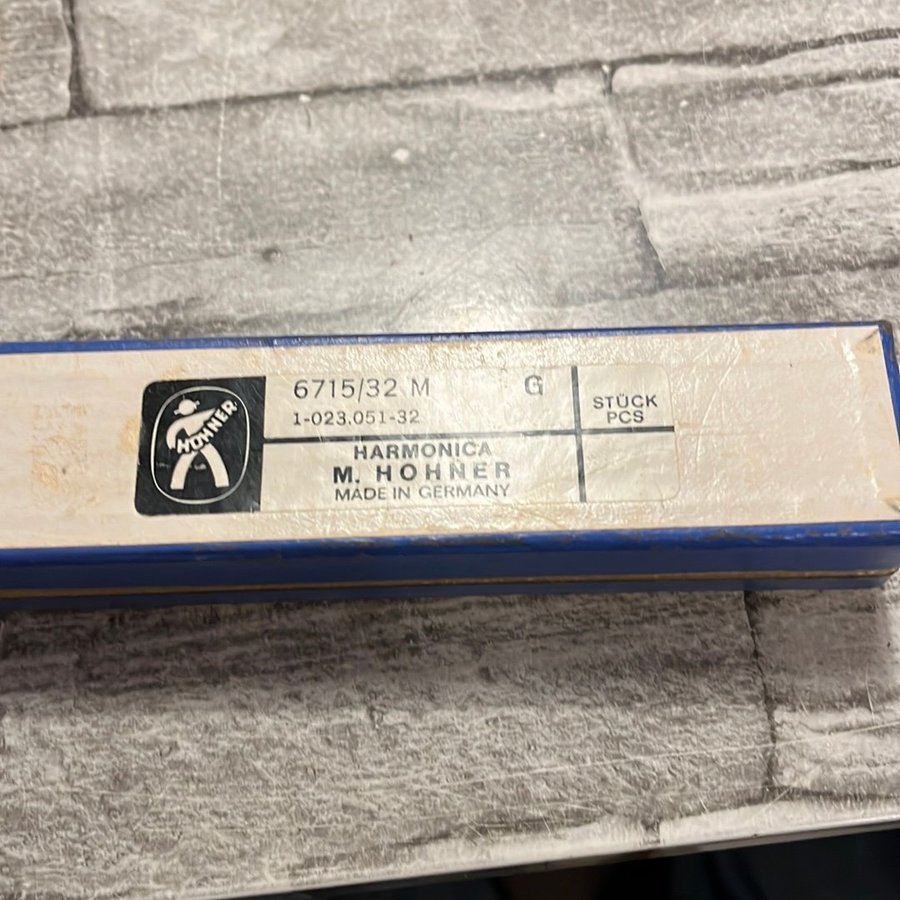 HOHNER
6715/32 M G
1-023.051-32
STÜCK
PCS
HARMONICA
M. HOHNER
MADE IN GERMANY